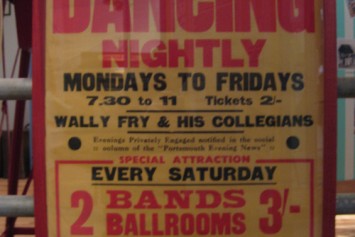 DANCING
NIGHTLY
MONDAYS TO FRIDAYS
7.30 to 11 Tickets 2/-
WALLY FRY & HIS COLLEGIANS
Evenings Privately Engaged notified in the social
column of the "Portsmouth Evening News"
SPECIAL ATTRACTION
EVERY SATURDAY
2 BANDS 3/-
BALLROOMS